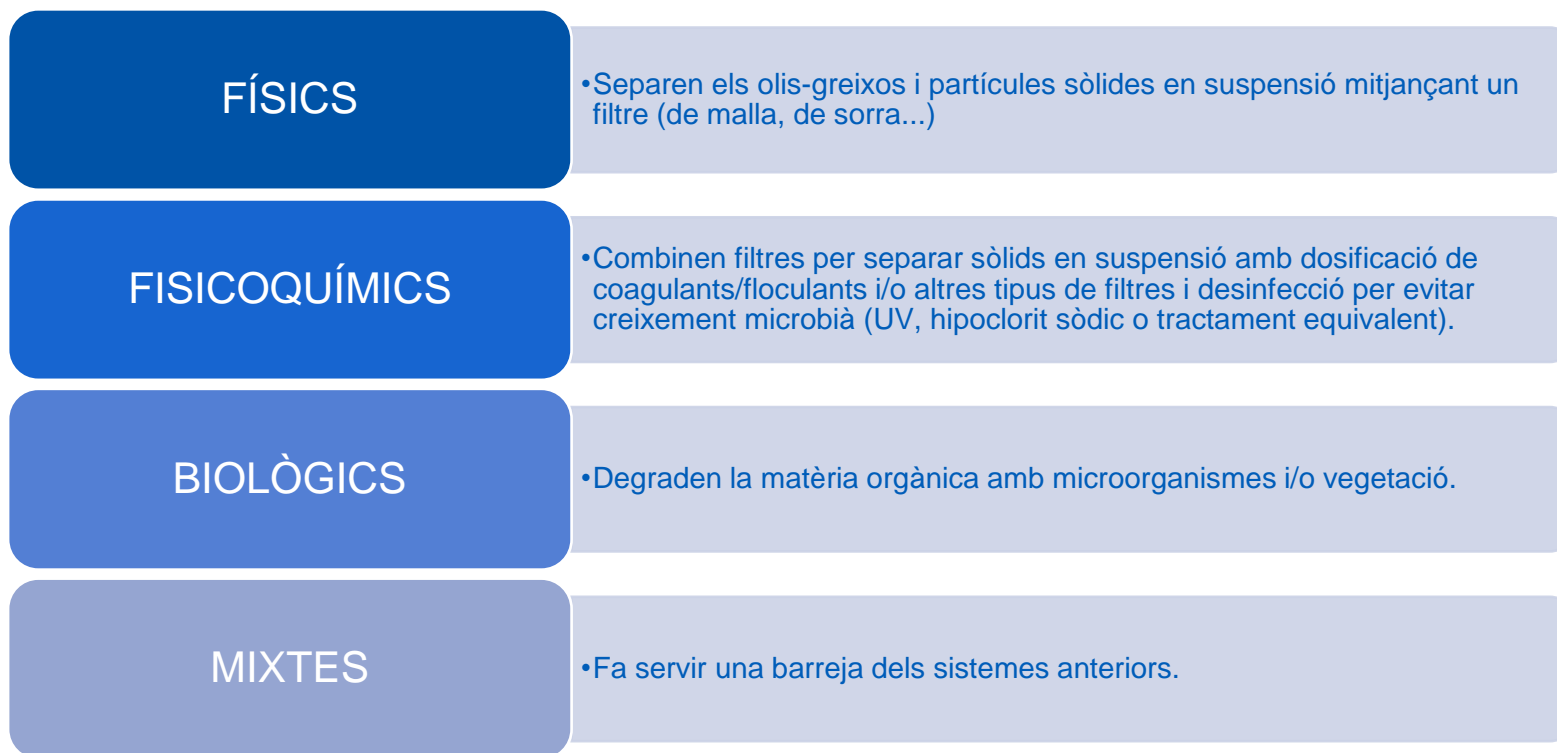 FÍSICS
•Separen els olis-greixos i partícules sòlides en suspensió mitjançant un
filtre (de malla, de sorra...)
FISICOQUÍMICS
•Combinen filtres per separar sòlids en suspensió amb dosificació de
coagulants/floculants i/o altres tipus de filtres i desinfecció per evitar
creixement microbià (UV, hipoclorit sòdic o tractament equivalent).
BIOLÒGICS
•Degraden la matèria orgànica amb microorganismes i/o vegetació.
MIXTES
•Fa servir una barreja dels sistemes anteriors.